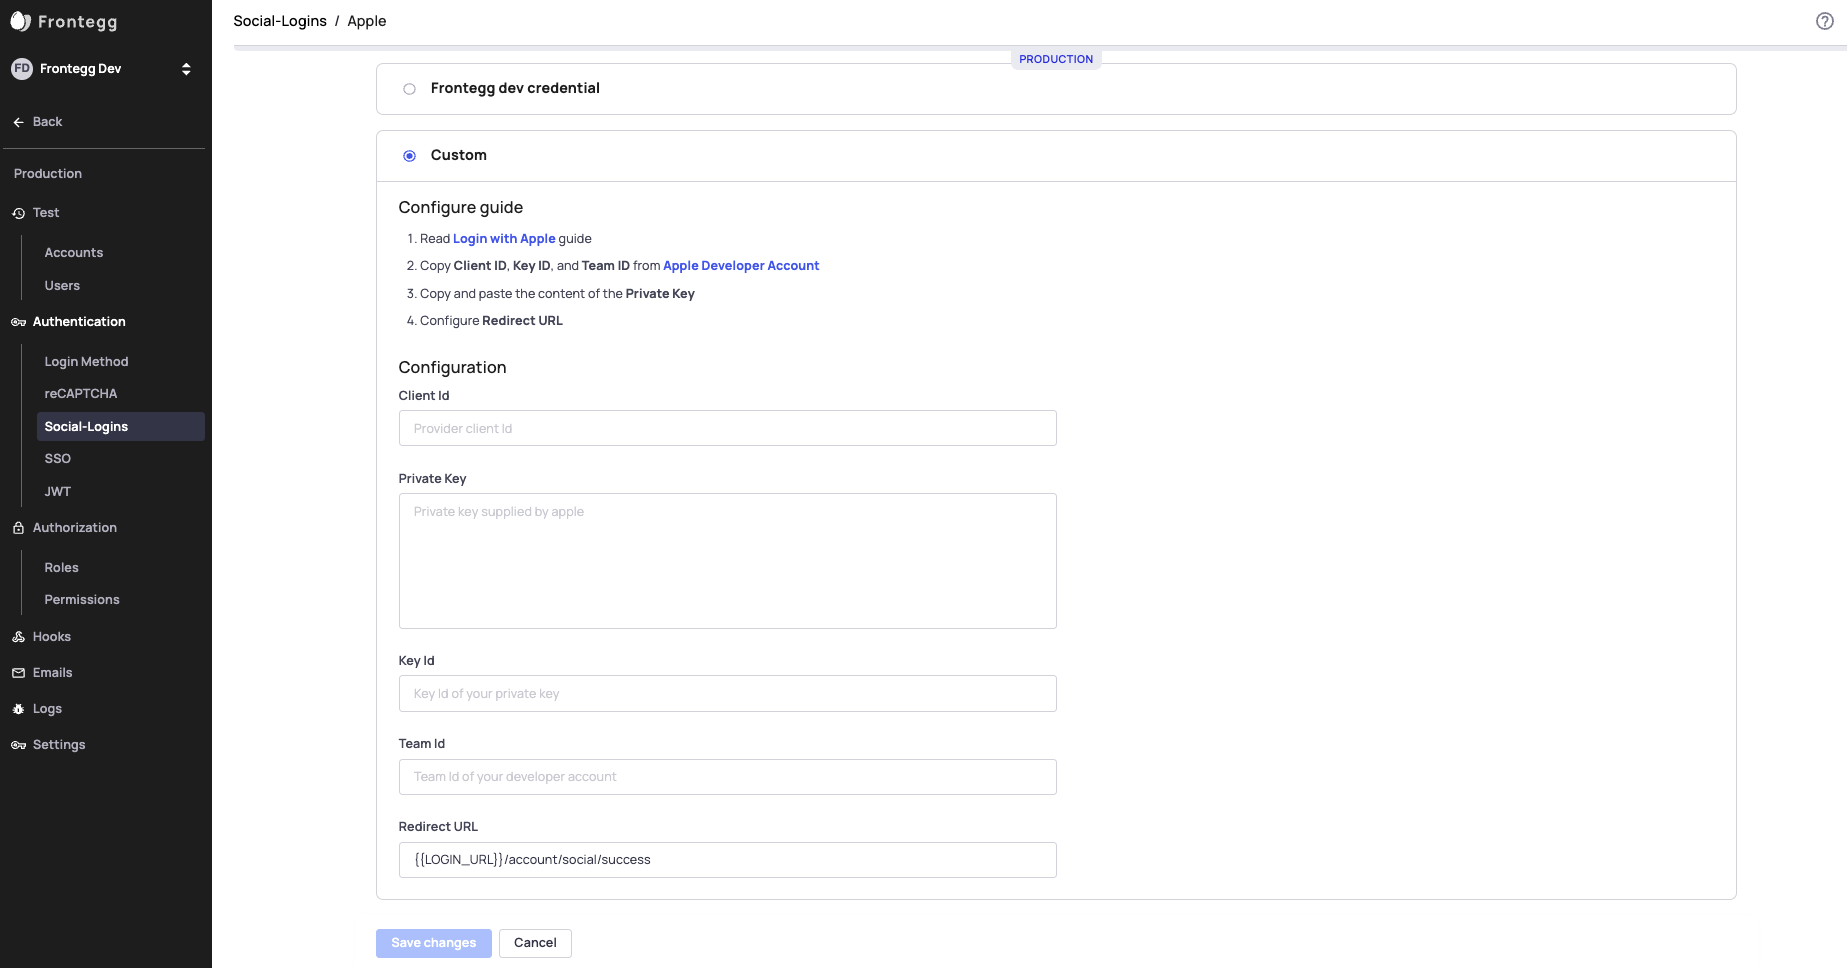 Frontegg
FD Frontegg Dev
Back
Production
Test
Accounts
Users
Authentication
Login Method
reCAPTCHA
Social-Logins
SSO
JWT
Authorization
Roles
Permissions
Hooks
Emails
Logs
Settings
Social-Logins / Apple
PRODUCTION
Frontegg dev credential
Custom
Configure guide
1. Read Login with Apple guide
2. Copy Client ID, Key ID, and Team ID from Apple Developer Account
3. Copy and paste the content of the Private Key
4. Configure Redirect URL
Configuration
Client Id
Provider client Id
Private Key
Private key supplied by apple
Key Id
Key Id of your private key
Team Id
Team Id of your developer account
Redirect URL
{{LOGIN_URL}}/account/social/success
Save changes
Cancel